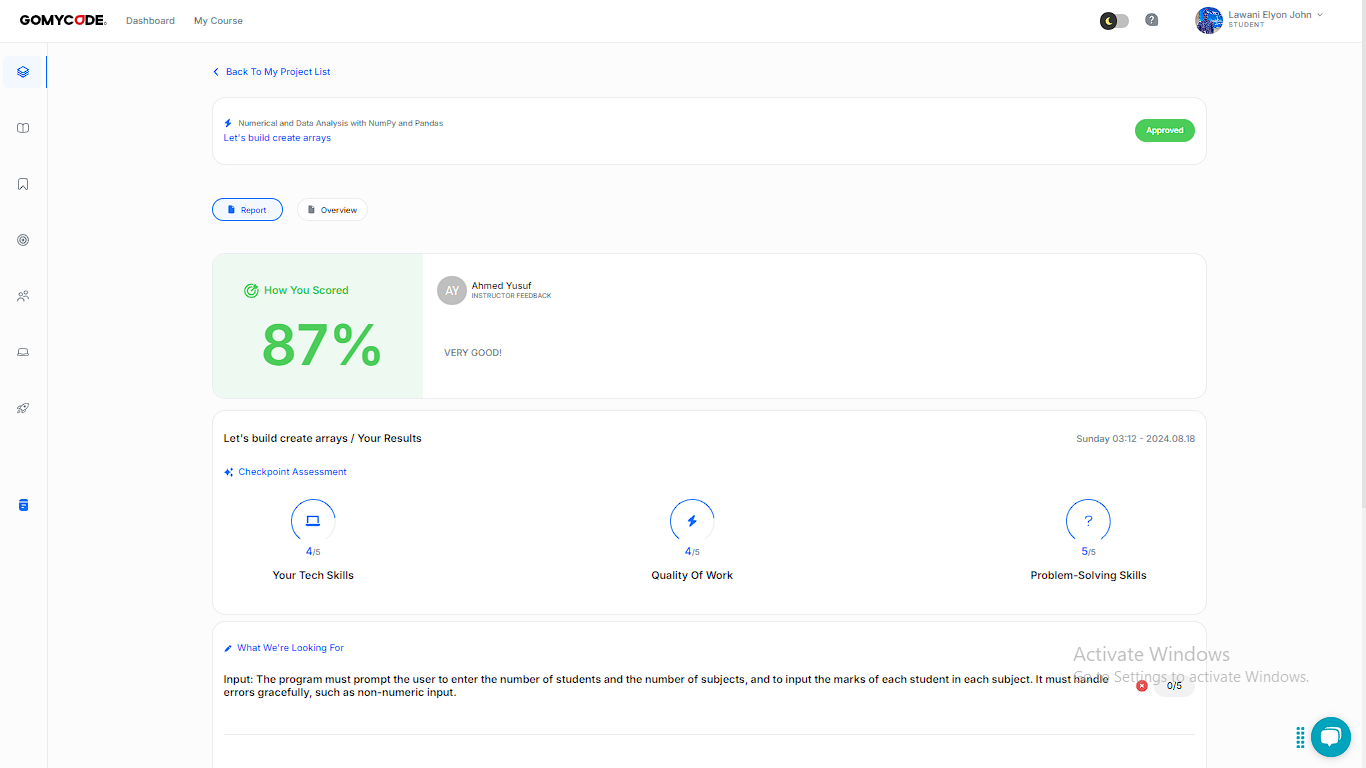 GOMYCODE.
Dashboard
My Course
?
Lawani Elyon John
STUDENT
Back To My Project List
Numerical and Data Analysis with NumPy and Pandas
Let's build create arrays
Approved
Report
Overview
How You Scored
87%
AY
Ahmed Yusuf
INSTRUCTOR FEEDBACK
VERY GOOD!
Let's build create arrays / Your Results
Sunday 03:12 - 2024.08.18
Checkpoint Assessment
4/5
Your Tech Skills
4/5
Quality Of Work
?
5/5
Problem-Solving Skills
What We're Looking For
Input: The program must prompt the user to enter the number of students and the number of subjects, and to input the marks of each student in each subject. It must handle
errors gracefully, such as non-numeric input.
0/5
Activate Windows
Go to Settings to activate Windows.